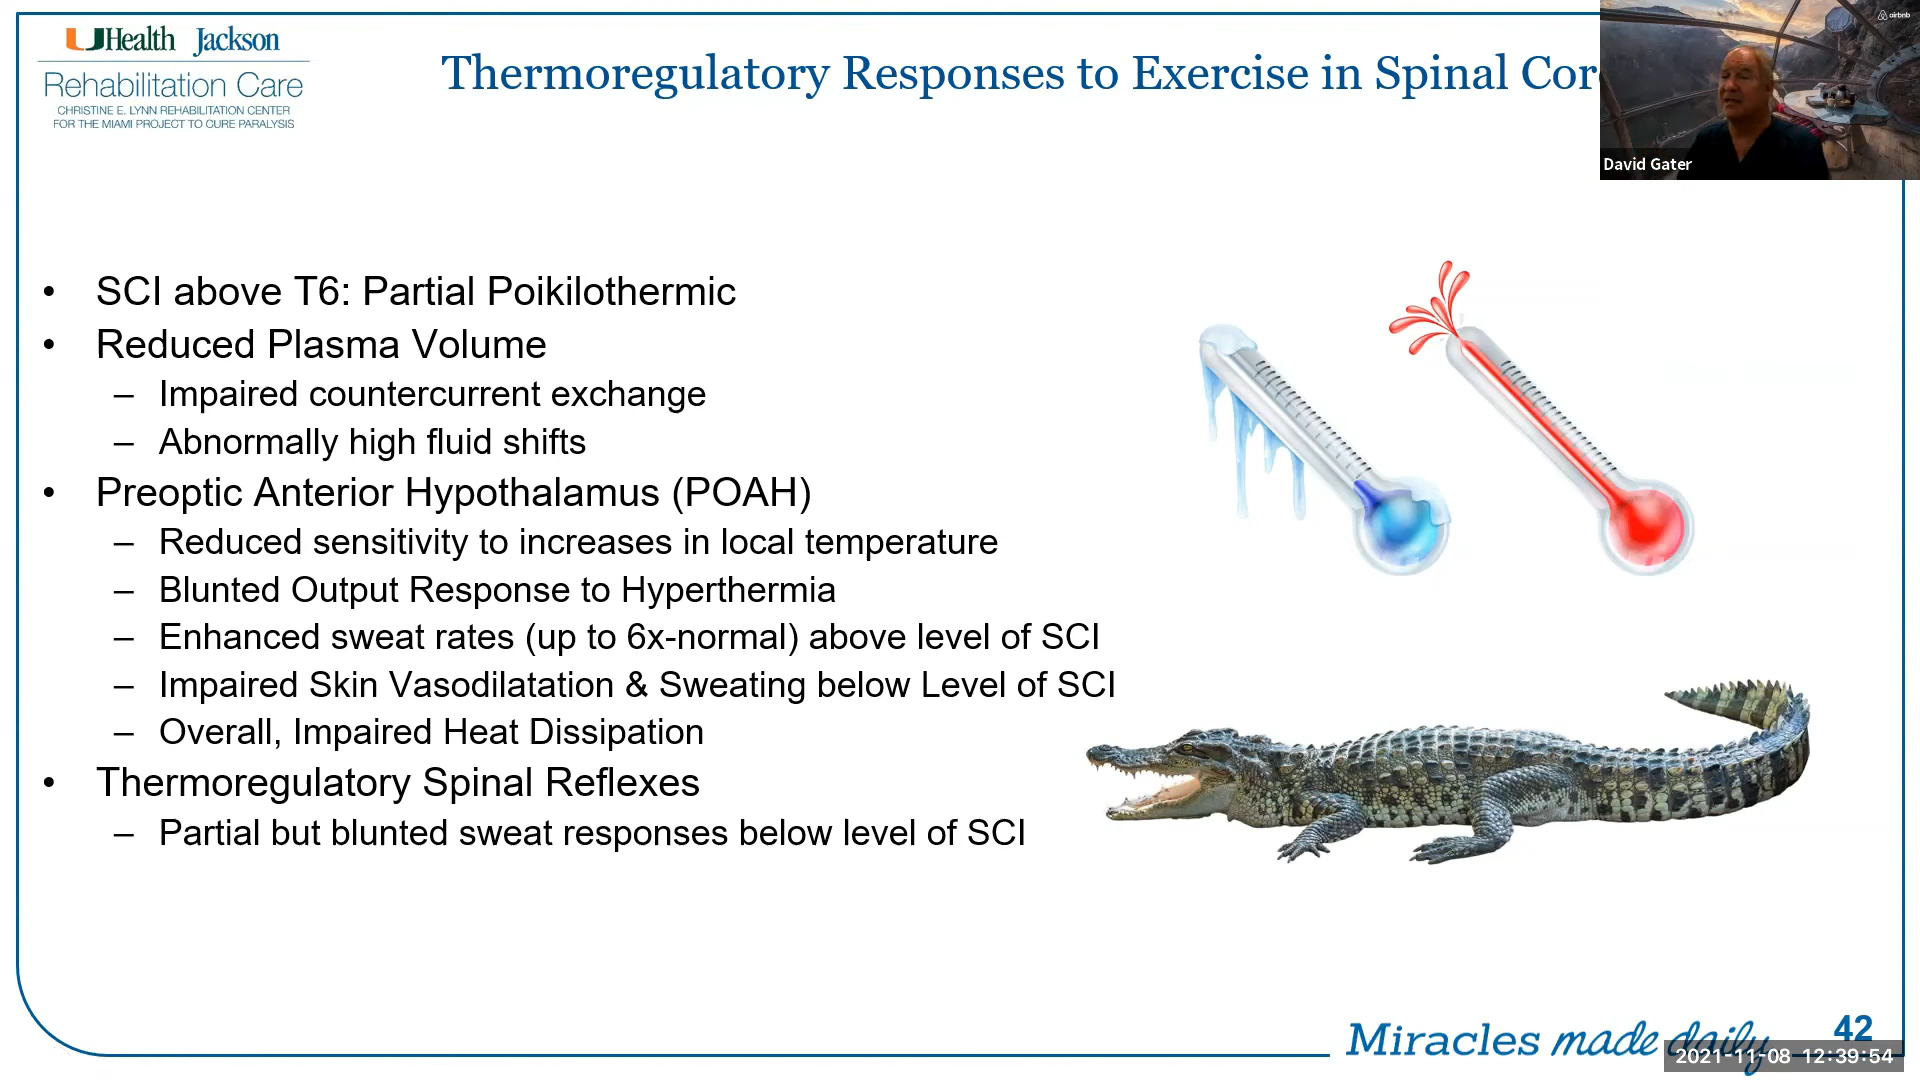 UHealth Jackson
Rehabilitation Care
CHRISTINE E. LYNN REHABILITATION CENTER
FOR THE MIAMI PROJECT TO CURE PARALYSIS
Thermoregulatory Responses to Exercise in Spinal Cor
airbnb
David Gater
• SCI above T6: Partial Poikilothermic
• Reduced Plasma Volume
– Impaired countercurrent exchange
– Abnormally high fluid shifts
• Preoptic Anterior Hypothalamus (POAH)
– Reduced sensitivity to increases in local temperature
– Blunted Output Response to Hyperthermia
– Enhanced sweat rates (up to 6x-normal) above level of SCI
– Impaired Skin Vasodilatation & Sweating below Level of SCI
– Overall, Impaired Heat Dissipation
• Thermoregulatory Spinal Reflexes
– Partial but blunted sweat responses below level of SCI
Miracles made daily
42
2021-11-08 12:39:54